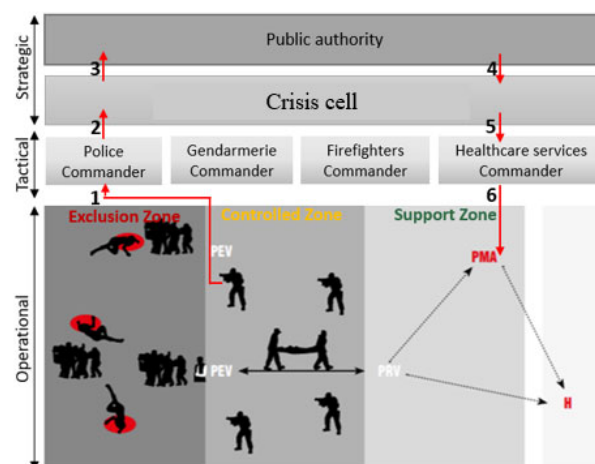 Strategic
Public authority
3
4
Crisis cell
2
5
Tactical
Police
Commander
Gendarmerie
Commander
Firefighters
Commander
Healthcare services
Commander
1
6
Operational
Exclusion Zone
Controlled Zone
Support Zone
PEV
PMA
PEV
PRV
H